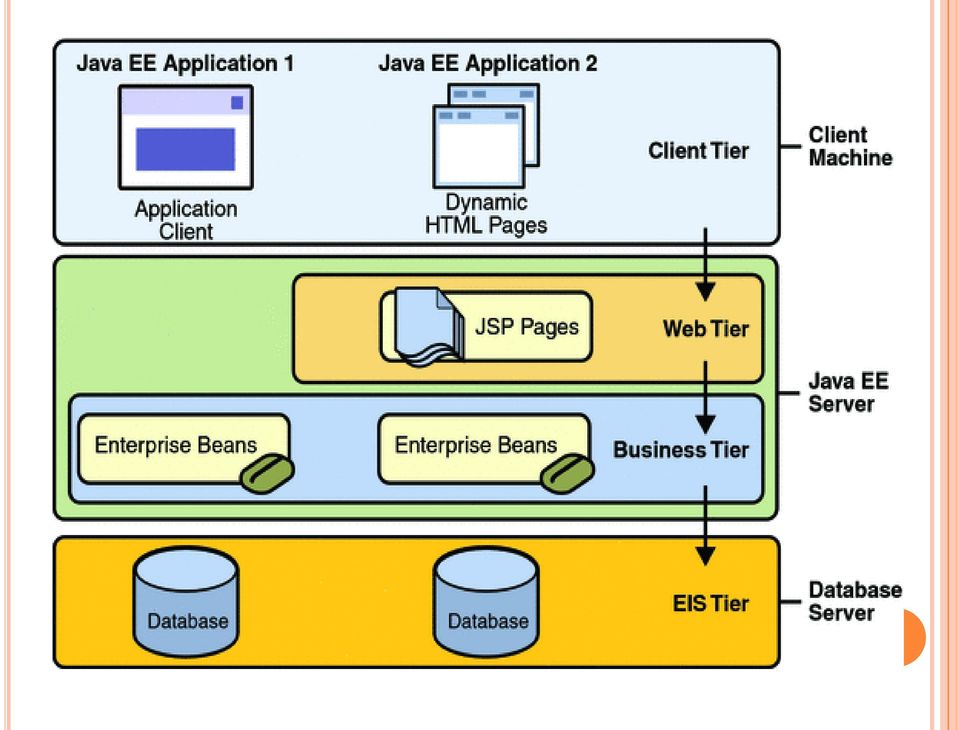 Java EE Application 1
Java EE Application 2
Application
Client
Dynamic
HTML Pages
Client Tier
Client
Machine
JSP Pages
Web Tier
Java EE
Server
Enterprise Beans
Enterprise Beans
Business Tier
Database
Database
EIS Tier
Database
Server